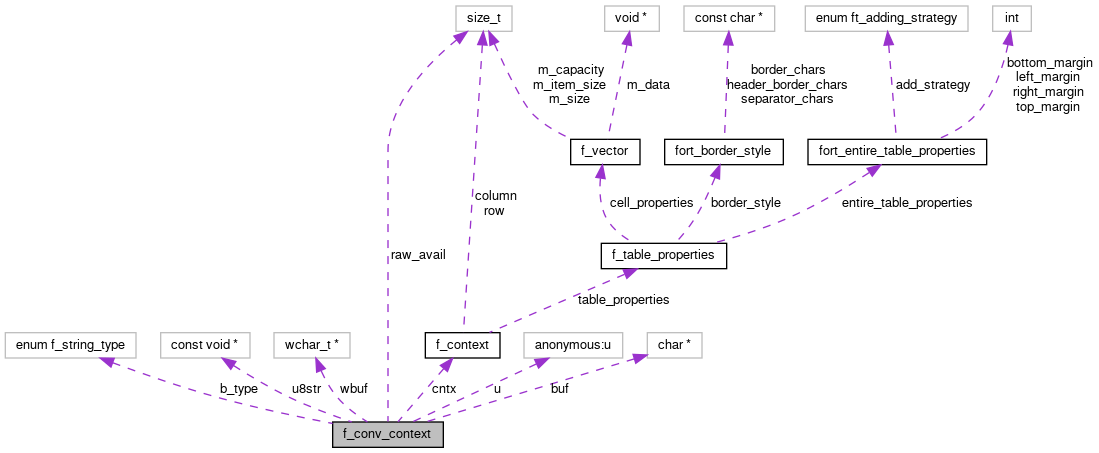 size_t
void *
const char *
enum ft_adding_strategy
int
m_capacity
m_item_size
m_size
m_data
border_chars
header_border_chars
separator_chars
add_strategy
bottom_margin
left_margin
right_margin
top_margin
f_vector
fort_border_style
fort_entire_table_properties
column
row
cell_properties
border_style
entire_table_properties
raw_avail
f_table_properties
table_properties
enum f_string_type
const void *
wchar_t *
f_context
anonymous:u
char *
b_type
u8str
wbuf
cntx
u
buf
f_conv_context